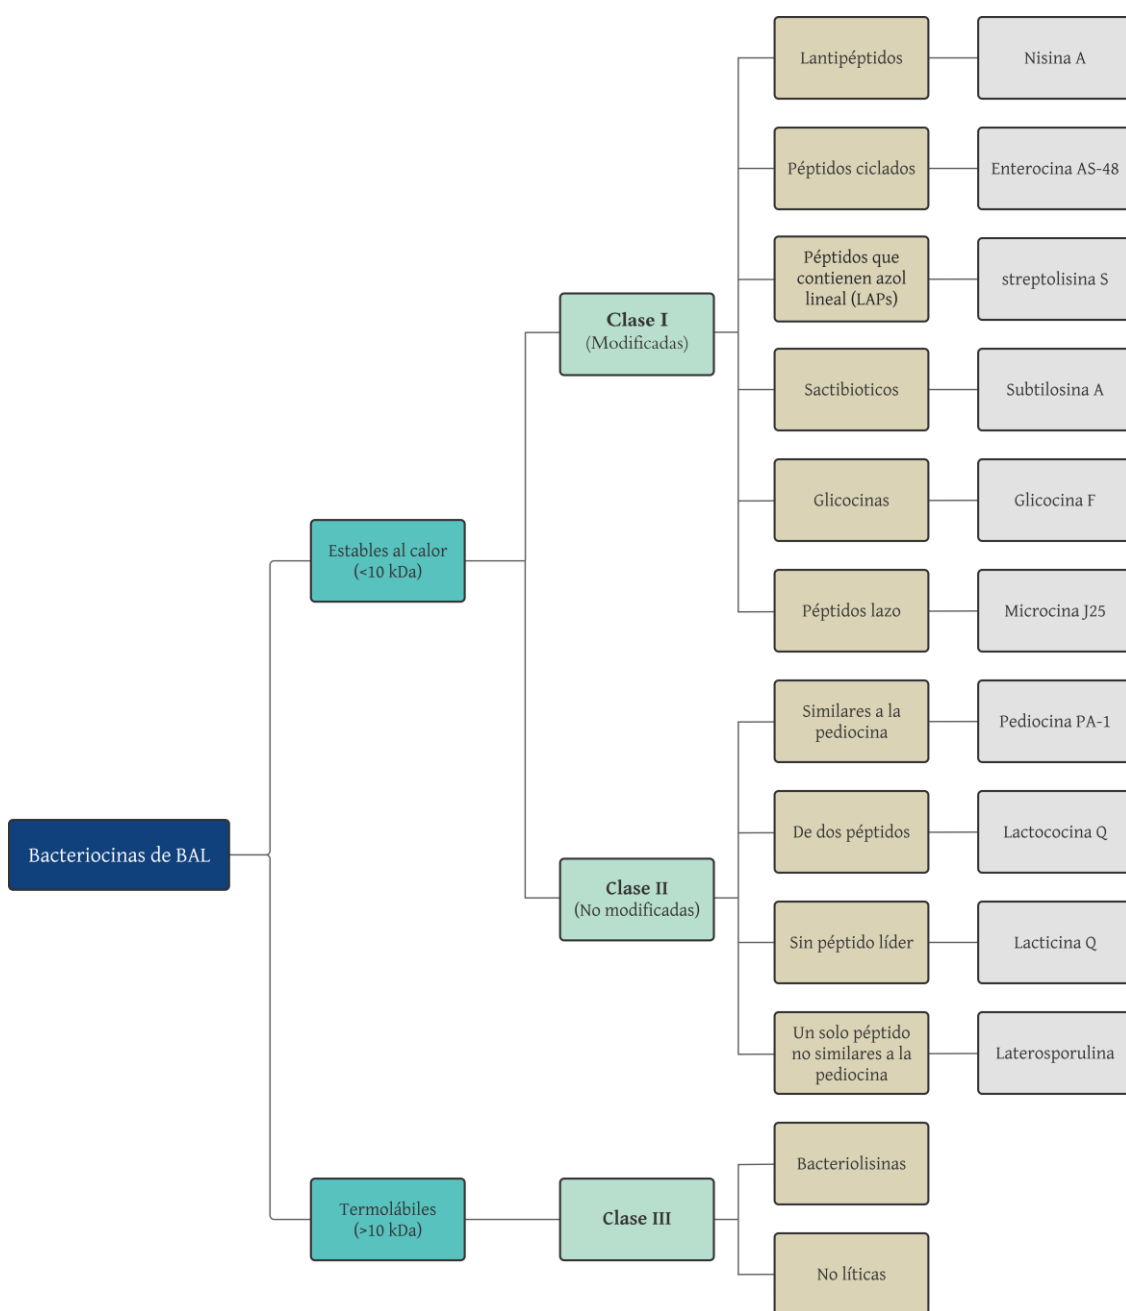 Lantipéptidos
Nisina A
Péptidos ciclados
Enterocina AS-48
Péptidos que
contienen azol
lineal (LAPs)
streptolisina S
Clase I
(Modificadas)
Sactibioticos
Subtilosina A
Glicocinas
Glicocina F
Estables al calor
(<10 kDa)
Péptidos lazo
Microcina J25
Similares a la
pediocina
Pediocina PA-1
Bacteriocinas de BAL
De dos péptidos
Lactococina Q
Clase II
(No modificadas)
Sin péptido líder
Lacticina Q
Un solo péptido
no similares a la
pediocina
Laterosporulina
Bacteriolisinas
Termolábiles
(>10 kDa)
Clase III
No líticas